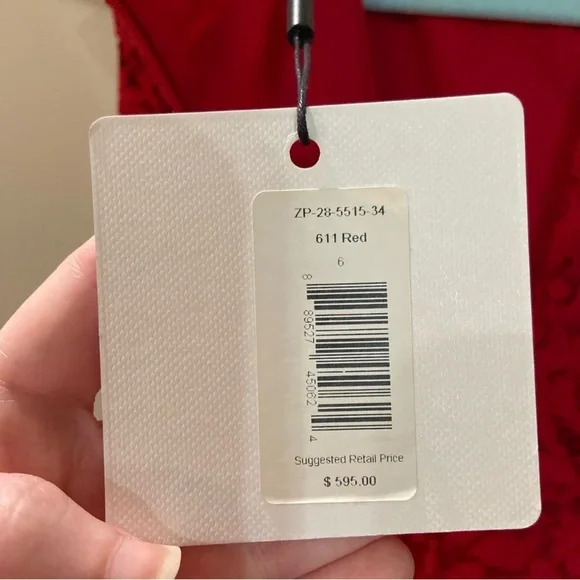 ZP-28-5515-34
611 Red
6
8 89527 45062 4
Suggested Retail Price
$ 595.00